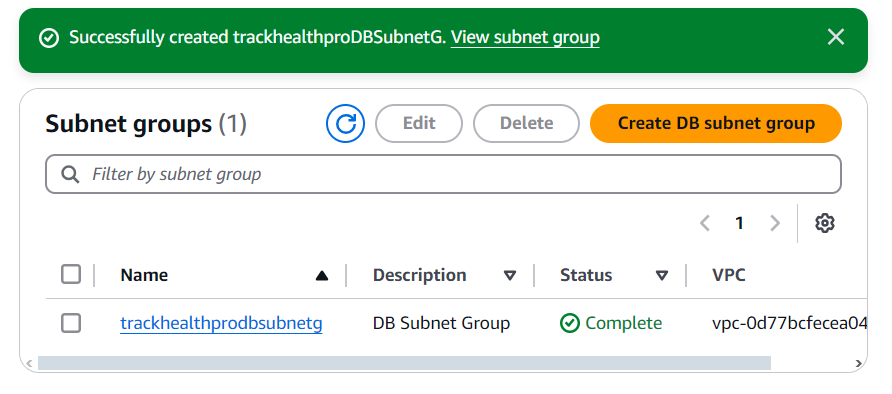 Successfully created trackhealthproDBSubnetG. View subnet group
Subnet groups (1)
Edit
Delete
Create DB subnet group
Filter by subnet group
1
Name
Description
Status
VPC
trackhealthprodbsubnetg
DB Subnet Group
Complete
vpc-0d77bcfecea04